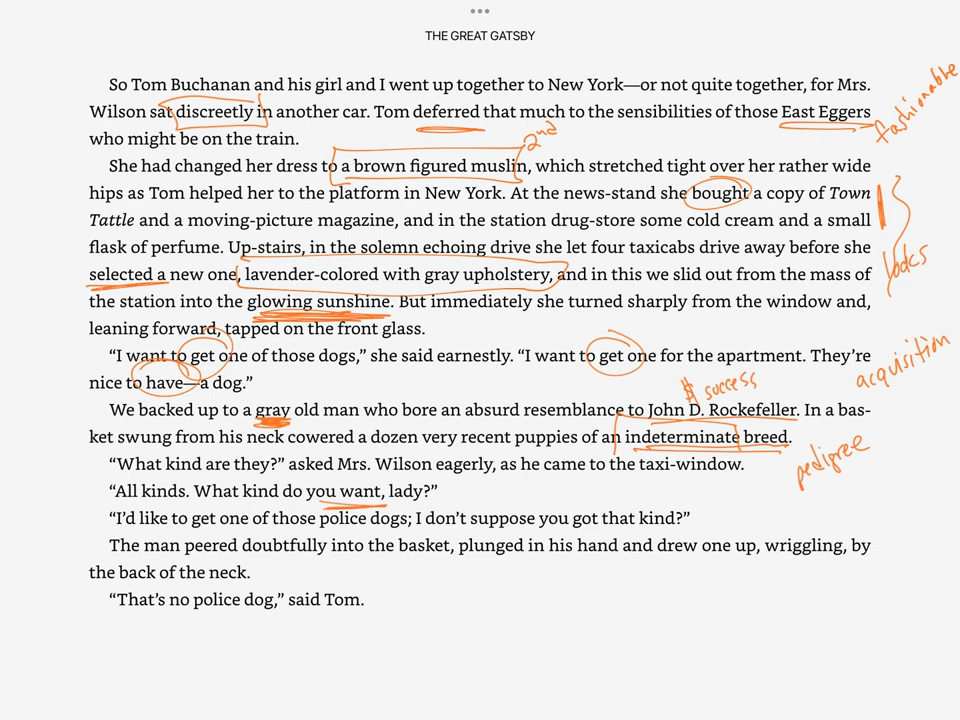 THE GREAT GATSBY
So Tom Buchanan and his girl and I went up together to New York—or not quite together, for Mrs.
Wilson sat discreetly in another car. Tom deferred that much to the sensibilities of those East Eggers
fashionable
who might be on the train.
2nd
She had changed her dress to a brown figured muslin, which stretched tight over her rather wide
hips as Tom helped her to the platform in New York. At the news-stand she bought a copy of Town
Tattle and a moving-picture magazine, and in the station drug-store some cold cream and a small
flask of perfume. Up-stairs, in the solemn echoing drive she let four taxicabs drive away before she
looks
selected a new one, lavender-colored with gray upholstery, and in this we slid out from the mass of
the station into the glowing sunshine. But immediately she turned sharply from the window and,
leaning forward, tapped on the front glass.
“I want to get one of those dogs,” she said earnestly. “I want to get one for the apartment. They’re
acquisition
nice to have—a dog.”
$ success
We backed up to a gray old man who bore an absurd resemblance to John D. Rockefeller. In a bas-
ket swung from his neck cowered a dozen very recent puppies of an indeterminate breed.
pedigree
“What kind are they?” asked Mrs. Wilson eagerly, as he came to the taxi-window.
“All kinds. What kind do you want, lady?”
“I’d like to get one of those police dogs; I don’t suppose you got that kind?”
The man peered doubtfully into the basket, plunged in his hand and drew one up, wriggling, by
the back of the neck.
“That’s no police dog,” said Tom.